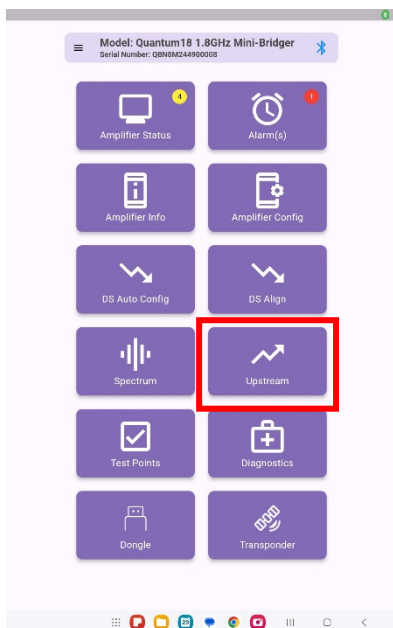 Model: Quantum18 1.8GHz Mini-Bridger
Serial Number: QBN8M244900008
4
Amplifier Status
1
Alarm(s)
Amplifier Info
Amplifier Config
DS Auto Config
DS Align
Spectrum
Upstream
Test Points
Diagnostics
Dongle
Transponder
29